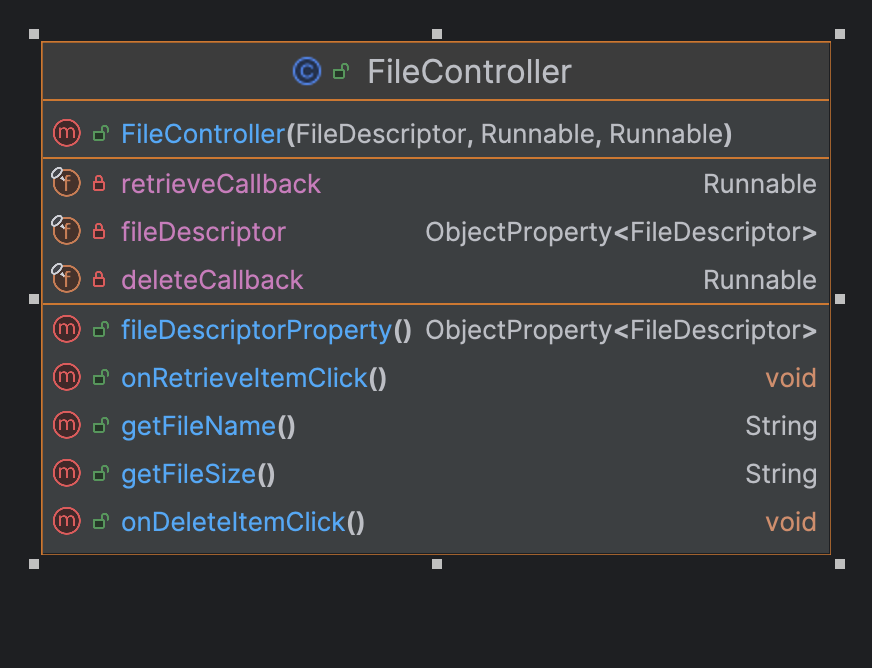 FileController
FileController(FileDescriptor, Runnable, Runnable)
retrieveCallback Runnable
fileDescriptor ObjectProperty<FileDescriptor>
deleteCallback Runnable
fileDescriptorProperty() ObjectProperty<FileDescriptor>
onRetrieveItemClick() void
getFileName() String
getFileSize() String
onDeleteItemClick() void